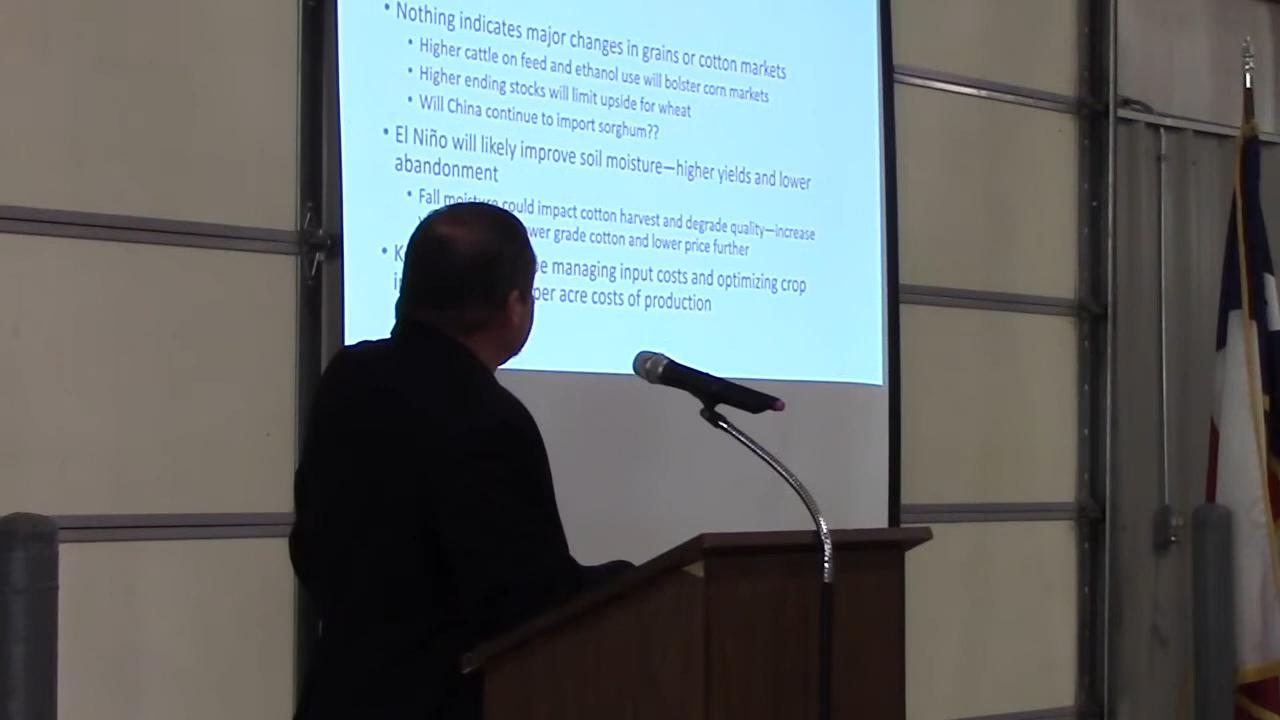 • Nothing indicates major changes in grains or cotton markets
• Higher cattle on feed and ethanol use will bolster corn markets
• Higher ending stocks will limit upside for wheat
• Will China continue to import sorghum??
• El Niño will likely improve soil moisture—higher yields and lower
abandonment
• Fall moisture could impact cotton harvest and degrade quality—increase
grade cotton and lower price further
• managing input costs and optimizing crop
per acre costs of production